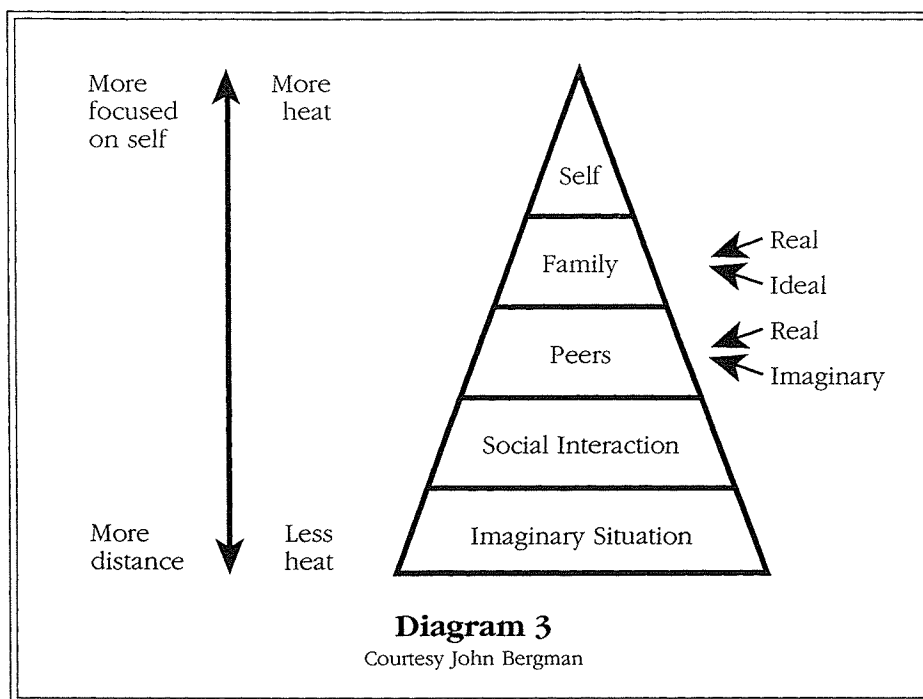 More
focused
on self
More
heat
Self
Family
Real
Ideal
Peers
Real
Imaginary
Social Interaction
Imaginary Situation
More
distance
Less
heat
Diagram 3
Courtesy John Bergman